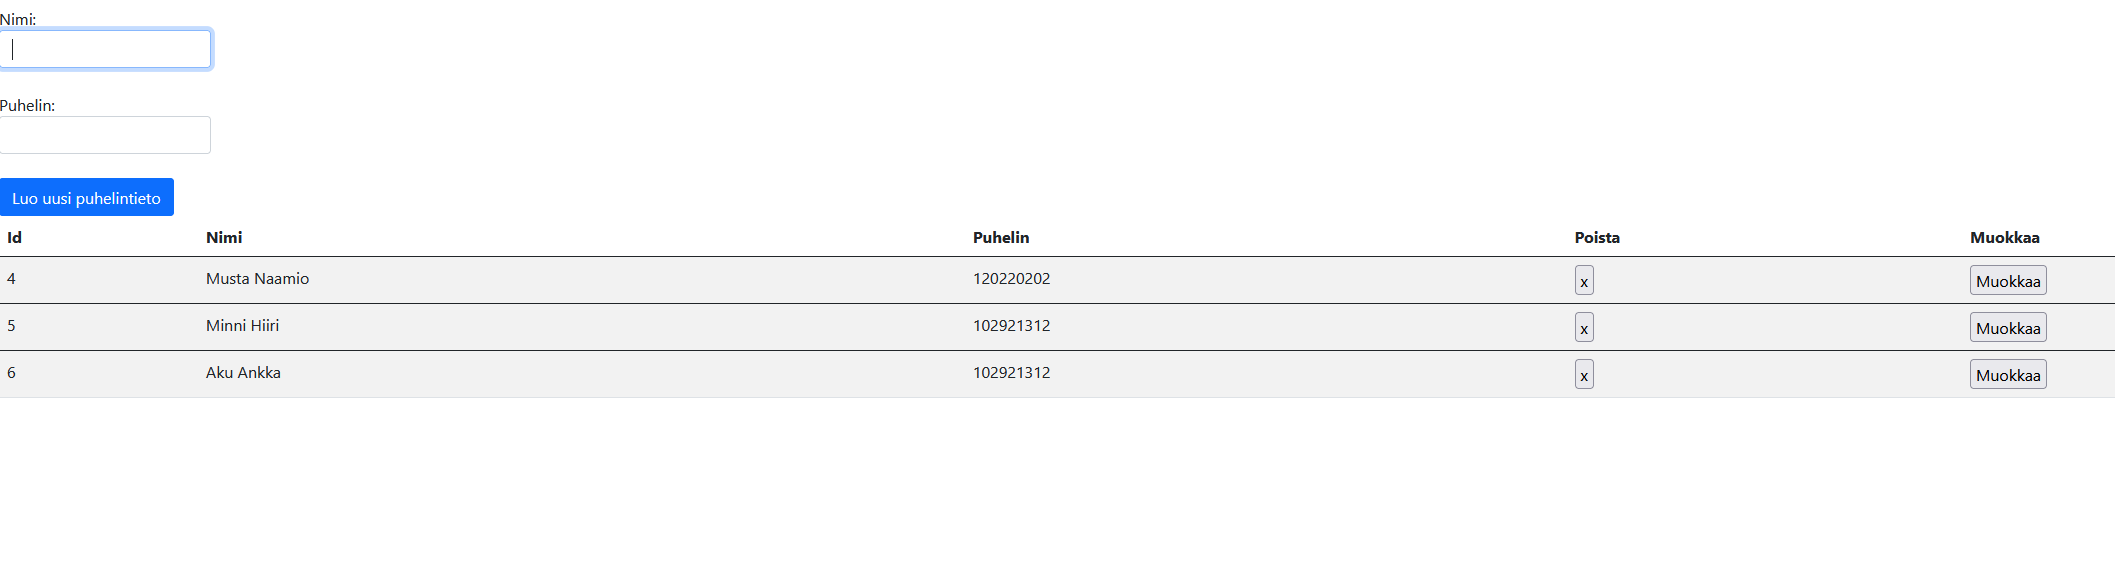 Nimi:
Puhelin:
Luo uusi puhelintieto
Id Nimi Puhelin Poista Muokkaa
4 Musta Naamio 120220202 x Muokkaa
5 Minni Hiiri 102921312 x Muokkaa
6 Aku Ankka 102921312 x Muokkaa